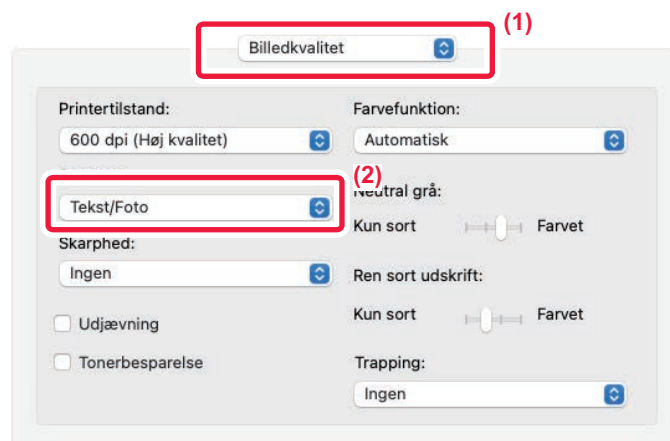 (1)
Billedkvalitet
Printertilstand:
600 dpi (Høj kvalitet)
Farvefunktion:
Automatisk
(2)
Tekst/Foto
Neutral grå:
Kun sort
Farvet
Skarphed:
Ingen
Ren sort udskrift:
Kun sort
Farvet
Udjævning
Tonerbesparelse
Trapping:
Ingen